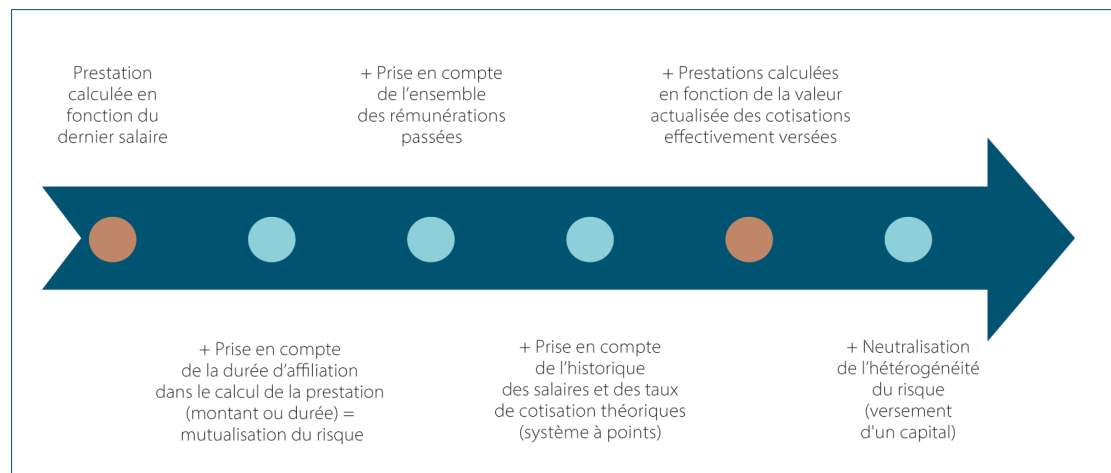 Prestation
calculée en
fonction du
dernier salaire
+ Prise en compte
de la durée d’affiliation
dans le calcul de la prestation
(montant ou durée) =
mutualisation du risque
+ Prise en compte
de l’ensemble
des rémunérations
passées
+ Prise en compte
de l’historique
des salaires et des taux
de cotisation théoriques
(système à points)
+ Prestations calculées
en fonction de la valeur
actualisée des cotisations
effectivement versées
+ Neutralisation
de l’hétérogénéité
du risque
(versement
d'un capital)